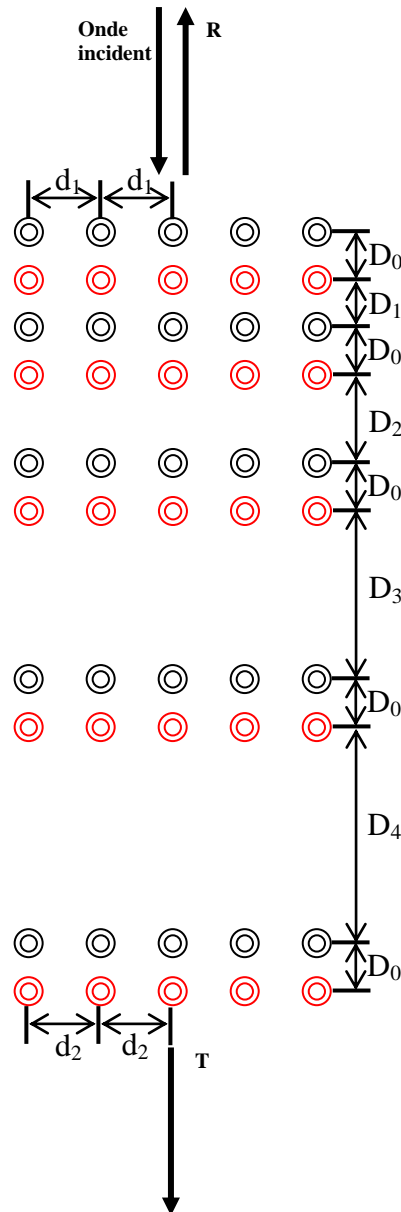 Onde
incident
R
d₁ d₁
D₀
D₁
D₀
D₂
D₀
D₃
D₀
D₄
D₀
d₂ d₂
T